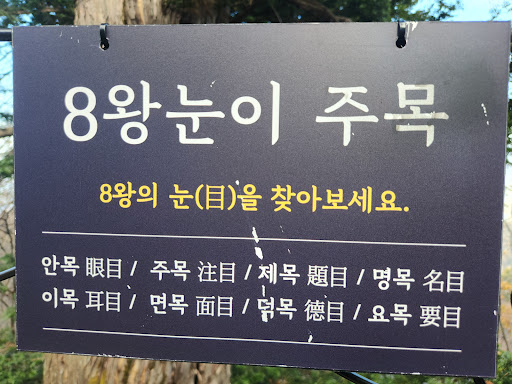 8왕눈이 주목
8왕의 눈(目)을 찾아보세요.
안목 眼目 / 주목 注目 / 제목 題目 / 명목 名目
이목 耳目 / 면목 面目 / 덕목 德目 / 요목 要目